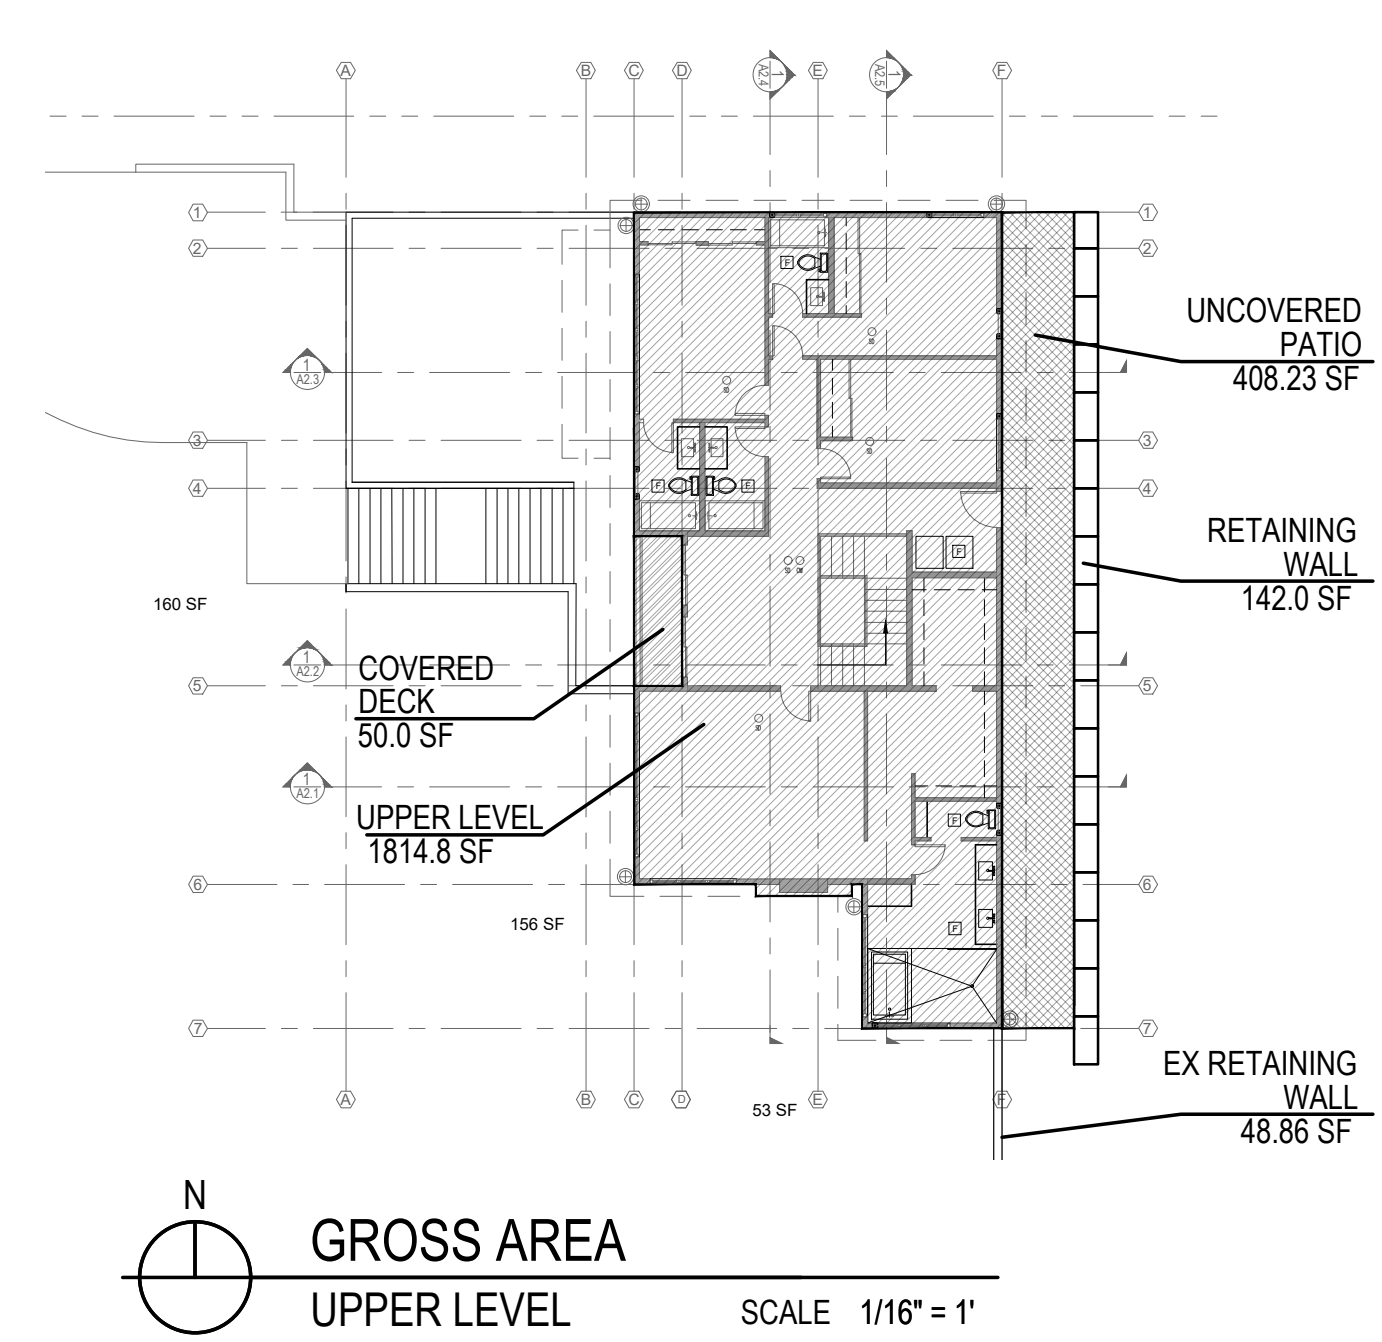 A B C D E F
1
A2.4
1
A2.5
1 1
2 2
UNCOVERED
PATIO
408.23 SF
1
A2.3
3 3
4 4
RETAINING
WALL
142.0 SF
160 SF
1
A2.2
COVERED
DECK
50.0 SF
5 5
1
A2.1
UPPER LEVEL
1814.8 SF
6 6
156 SF
7 7
F
F F
F
F
F
EX RETAINING
WALL
48.86 SF
A B C D E F
53 SF
N
GROSS AREA
UPPER LEVEL SCALE 1/16" = 1'